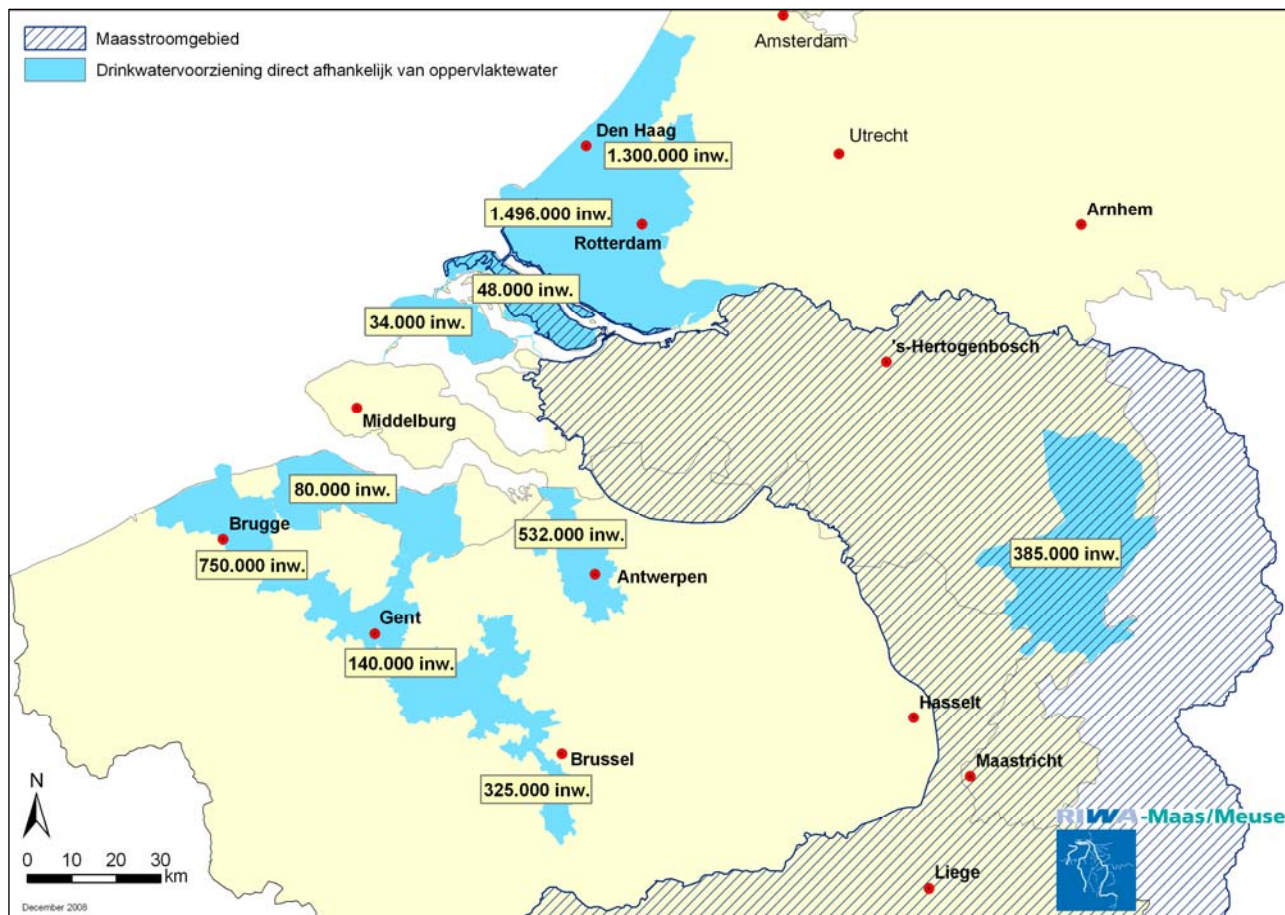 Maasstroomgebied
Drinkwatervoorziening direct afhankelijk van oppervlaktewater
Amsterdam
Den Haag
1.300.000 inw.
Utrecht
1.496.000 inw.
Rotterdam
Arnhem
48.000 inw.
34.000 inw.
's-Hertogenbosch
Middelburg
80.000 inw.
Brugge
750.000 inw.
532.000 inw.
Antwerpen
385.000 inw.
Gent
140.000 inw.
Hasselt
Brussel
325.000 inw.
Maastricht
N
RIWA-Maas/Meuse
0 10 20 30
km
Liege
December 2008